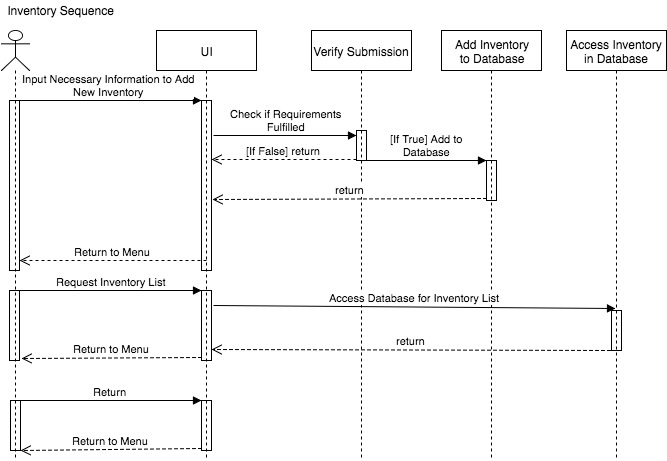 Inventory Sequence
UI
Verify Submission
Add Inventory
to Database
Access Inventory
in Database
Input Necessary Information to Add
New Inventory
Check if Requirements
Fulfilled
[If True] Add to
Database
[If False] return
return
Return to Menu
Request Inventory List
Access Database for Inventory List
return
Return to Menu
Return
Return to Menu